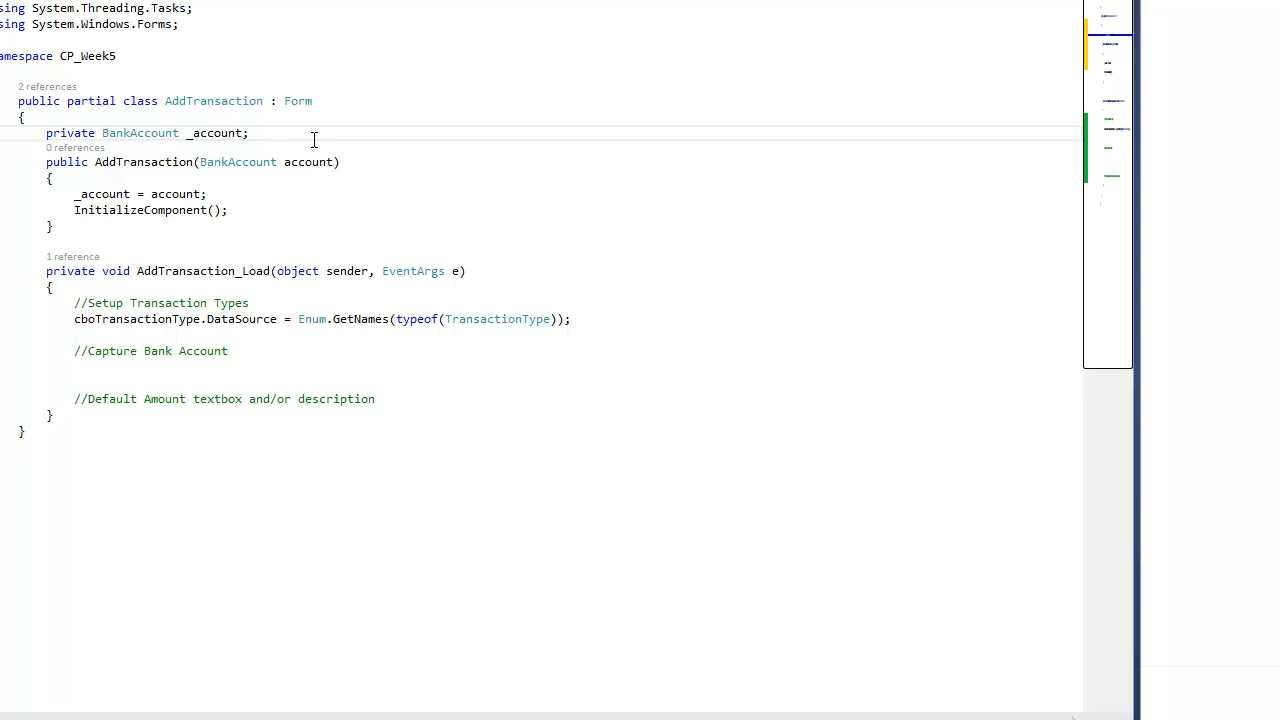 sing System.Threading.Tasks;
sing System.Windows.Forms;
amespace CP_Week5
2 references
public partial class AddTransaction : Form
{
private BankAccount _account;
0 references
public AddTransaction(BankAccount account)
{
_account = account;
InitializeComponent();
}
1 reference
private void AddTransaction_Load(object sender, EventArgs e)
{
//Setup Transaction Types
cboTransactionType.DataSource = Enum.GetNames(typeof(TransactionType));
//Capture Bank Account
//Default Amount textbox and/or description
}
}